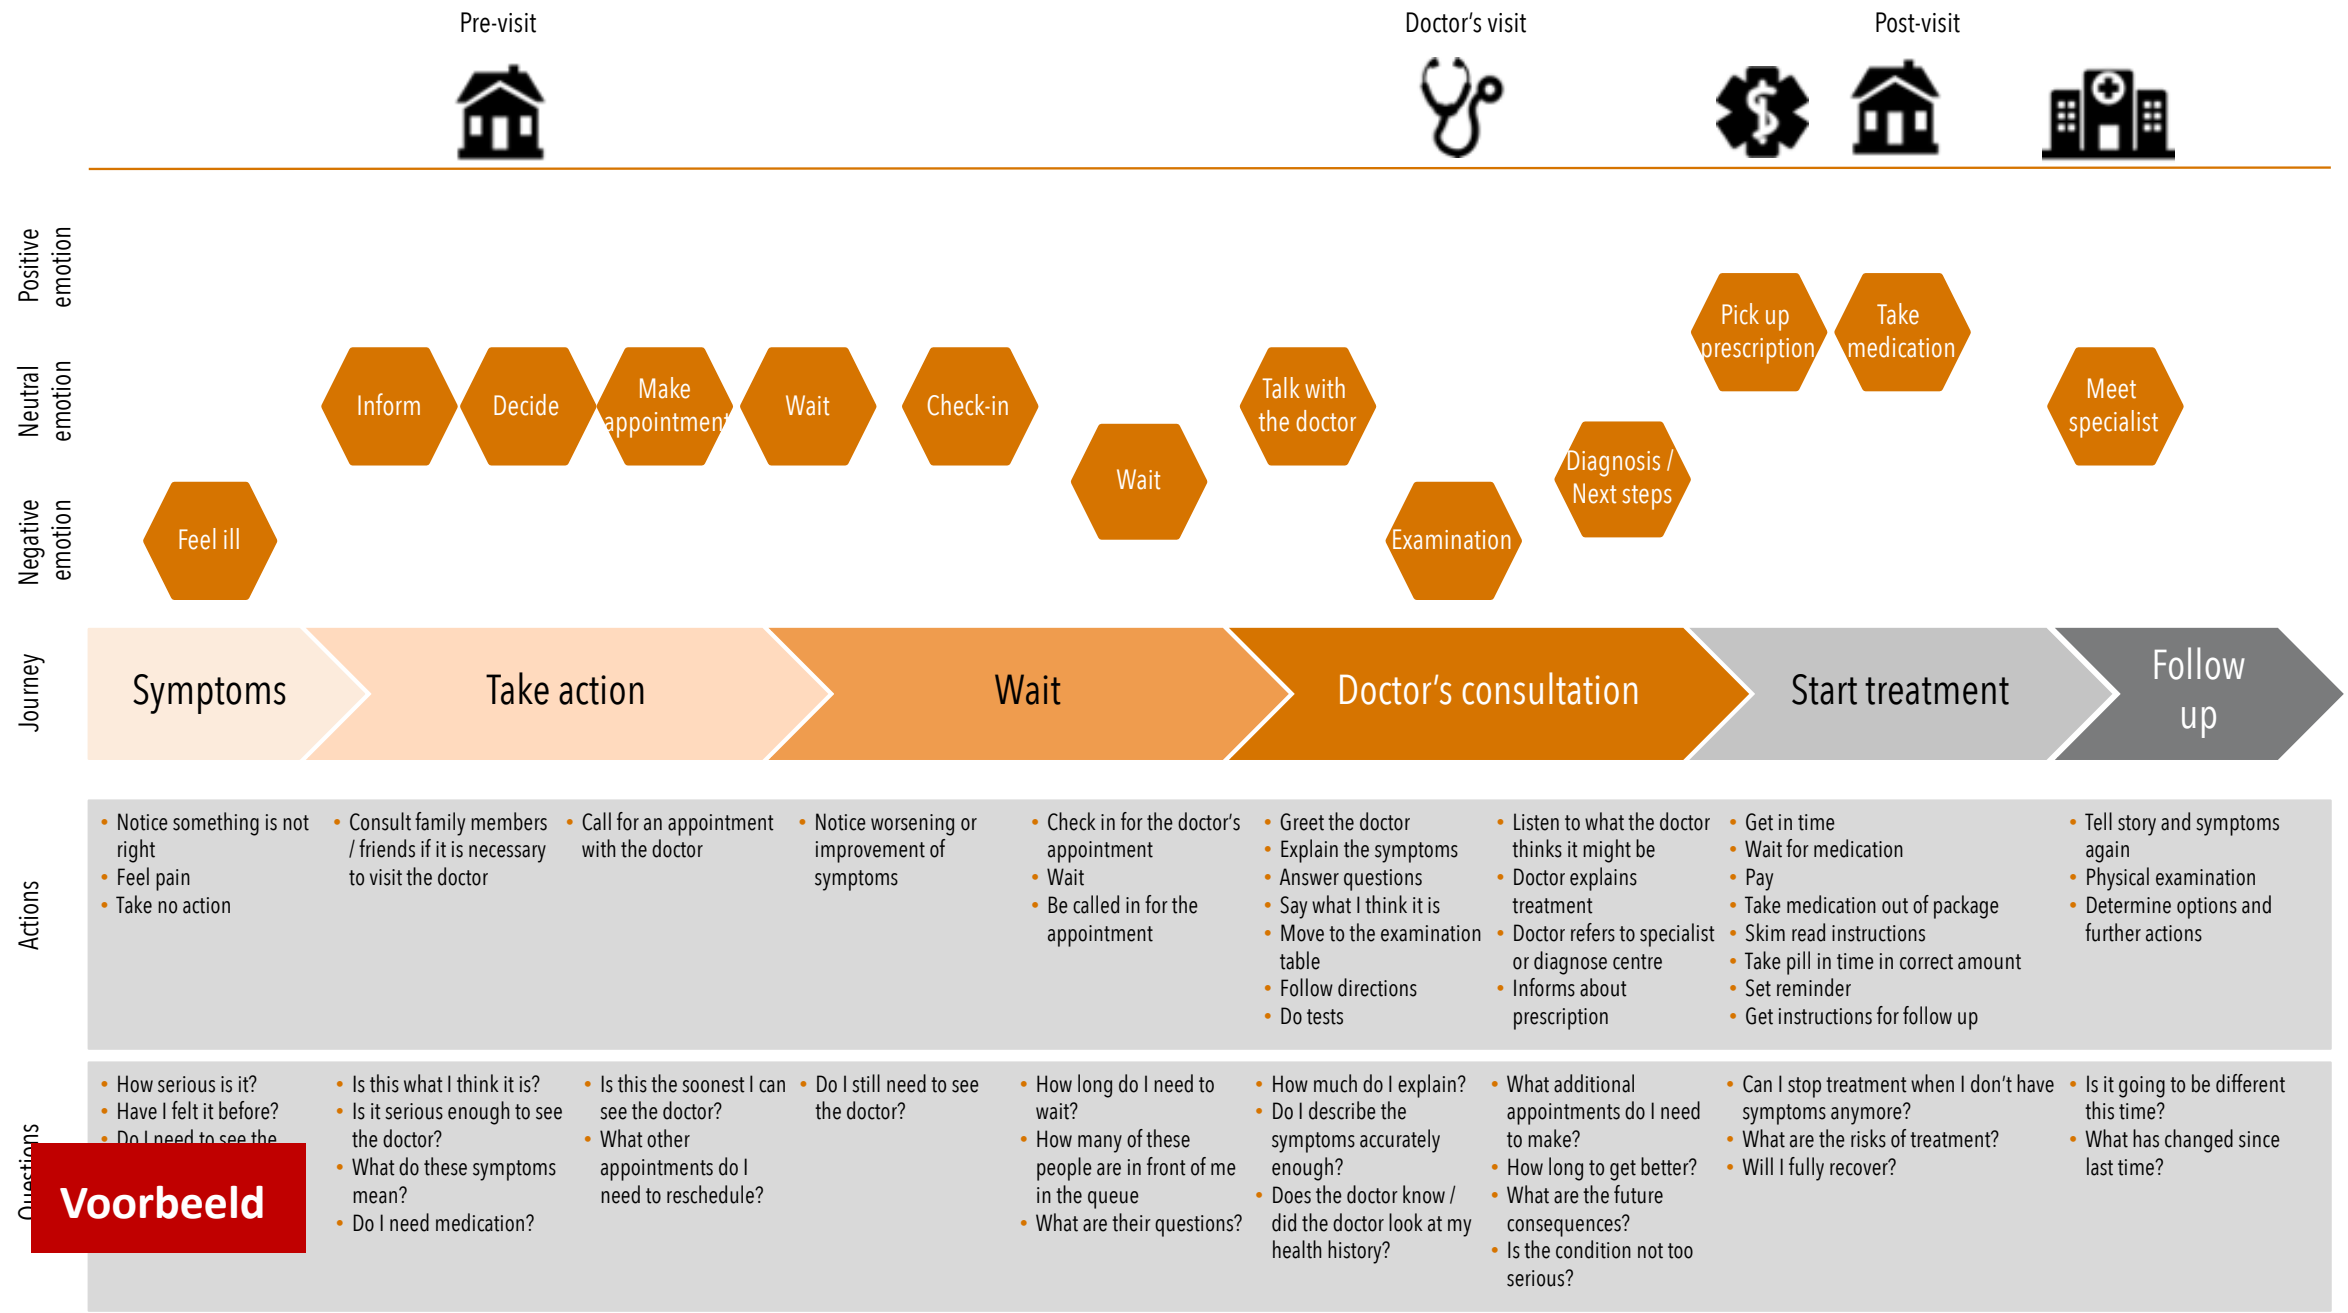 Pre-visit
Doctor's visit
Post-visit
Positive
emotion
Neutral
emotion
Negative
emotion
Feel ill
Inform
Decide
Make
appointment
Wait
Check-in
Wait
Talk with
the doctor
Examination
Diagnosis /
Next steps
Pick up
prescription
Take
medication
Meet
specialist
Journey
Symptoms
Take action
Wait
Doctor's consultation
Start treatment
Follow
up
Actions
• Notice something is not
right
• Feel pain
• Take no action
• Consult family members
/ friends if it is necessary
to visit the doctor
• Call for an appointment
with the doctor
• Notice worsening or
improvement of
symptoms
• Check in for the doctor's
appointment
• Wait
• Be called in for the
appointment
• Greet the doctor
• Explain the symptoms
• Answer questions
• Say what I think it is
• Move to the examination
table
• Follow directions
• Do tests
• Listen to what the doctor
thinks it might be
• Doctor explains
treatment
• Doctor refers to specialist
or diagnose centre
• Informs about
prescription
• Get in time
• Wait for medication
• Pay
• Take medication out of package
• Skim read instructions
• Take pill in time in correct amount
• Set reminder
• Get instructions for follow up
• Tell story and symptoms
again
• Physical examination
• Determine options and
further actions
Questions
• How serious is it?
• Have I felt it before?
• Do I need to see the
• Is this what I think it is?
• Is it serious enough to see
the doctor?
• What do these symptoms
mean?
• Do I need medication?
• Is this the soonest I can
see the doctor?
• What other
appointments do I
need to reschedule?
• Do I still need to see
the doctor?
• How long do I need to
wait?
• How many of these
people are in front of me
in the queue
• What are their questions?
• How much do I explain?
• Do I describe the
symptoms accurately
enough?
• Does the doctor know /
did the doctor look at my
health history?
• What additional
appointments do I need
to make?
• How long to get better?
• What are the future
consequences?
• Is the condition not too
serious?
• Can I stop treatment when I don't have
symptoms anymore?
• What are the risks of treatment?
• Will I fully recover?
• Is it going to be different
this time?
• What has changed since
last time?
Voorbeeld